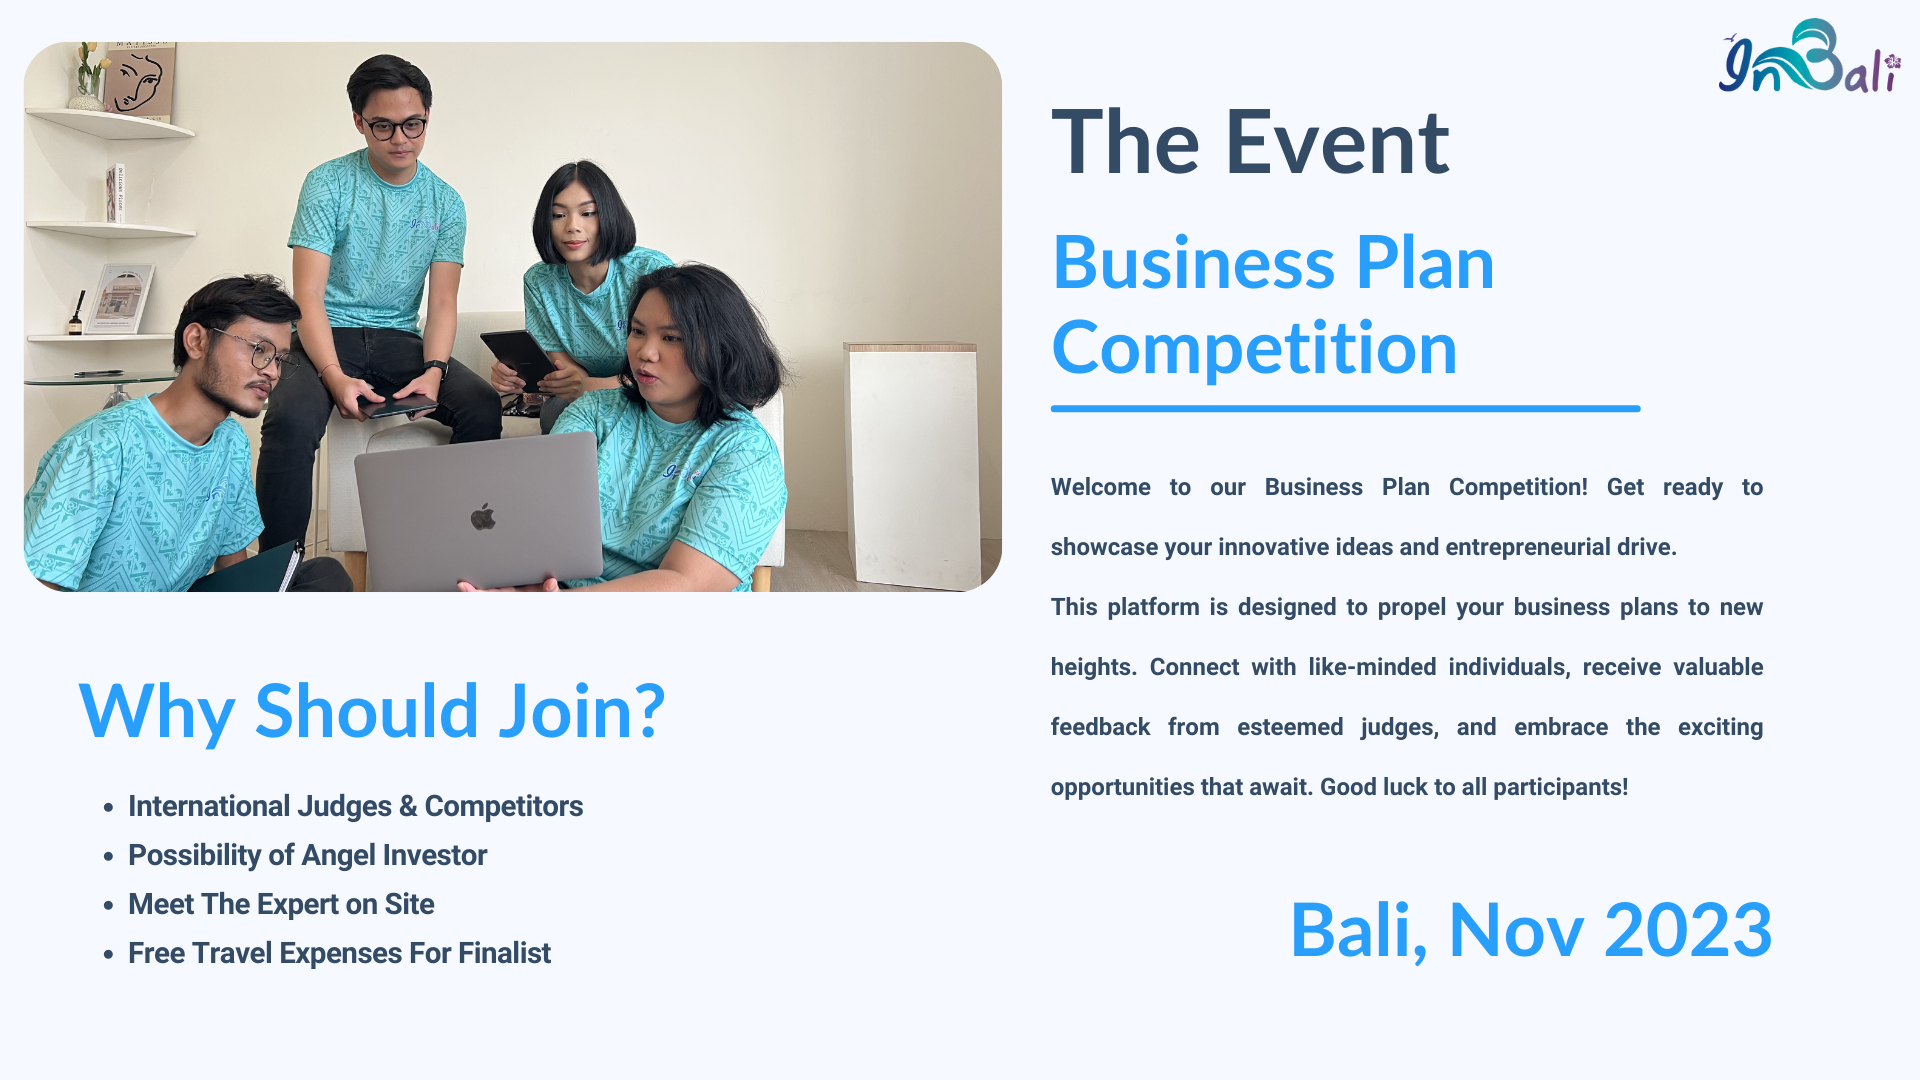 InBali
The Event
Business Plan
Competition
Welcome to our Business Plan Competition! Get ready to
showcase your innovative ideas and entrepreneurial drive.
This platform is designed to propel your business plans to new
heights. Connect with like-minded individuals, receive valuable
feedback from esteemed judges, and embrace the exciting
opportunities that await. Good luck to all participants!
Bali, Nov 2023
Why Should Join?
• International Judges & Competitors
• Possibility of Angel Investor
• Meet The Expert on Site
• Free Travel Expenses For Finalist